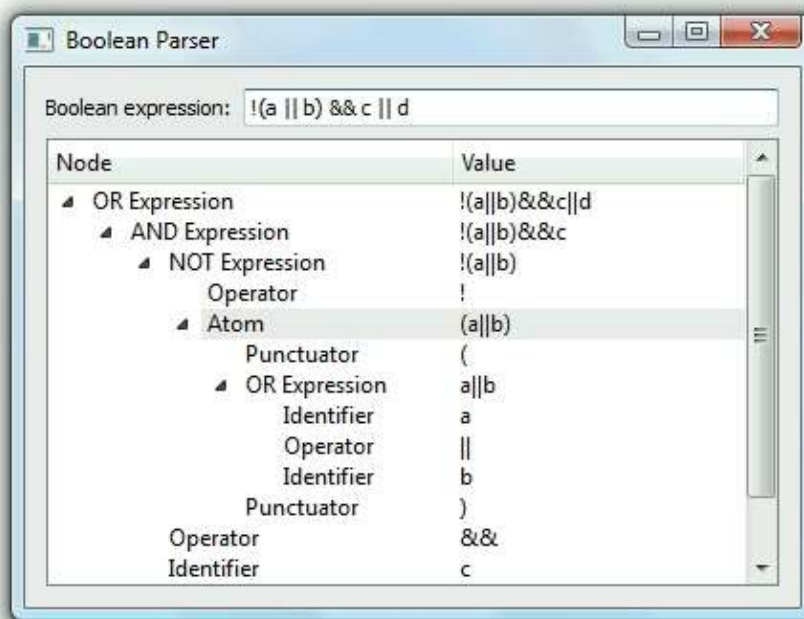 Boolean Parser
Boolean expression: !(a || b) && c || d
Node Value
OR Expression !(a||b)&&c||d
AND Expression !(a||b)&&c
NOT Expression !(a||b)
Operator !
Atom (a||b)
Punctuator (
OR Expression a||b
Identifier a
Operator ||
Identifier b
Punctuator )
Operator &&
Identifier c